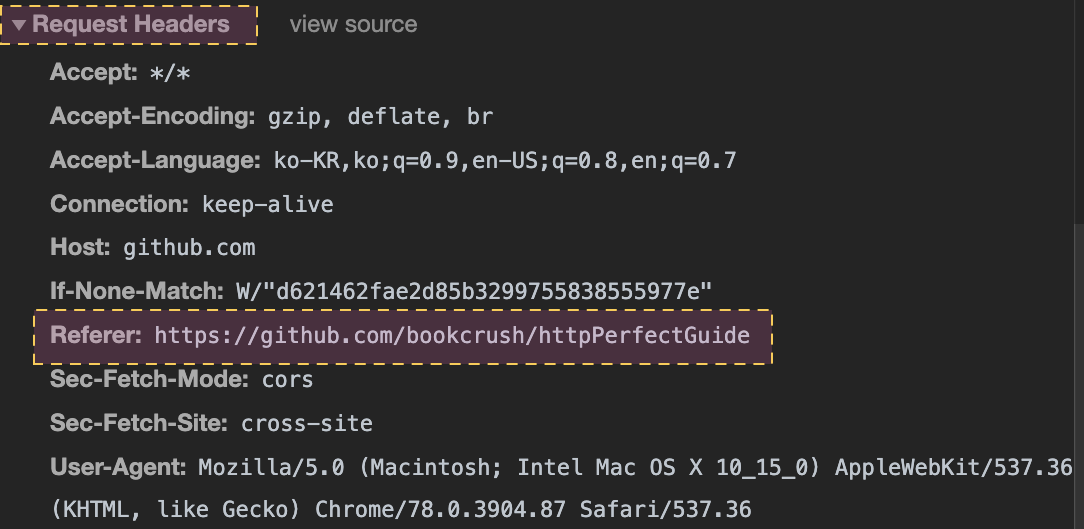 ▼ Request Headers view source
Accept: */*
Accept-Encoding: gzip, deflate, br
Accept-Language: ko-KR,ko;q=0.9,en-US;q=0.8,en;q=0.7
Connection: keep-alive
Host: github.com
If-None-Match: W/"d621462fae2d85b3299755838555977e"
Referer: https://github.com/bookcrush/httpPerfectGuide
Sec-Fetch-Mode: cors
Sec-Fetch-Site: cross-site
User-Agent: Mozilla/5.0 (Macintosh; Intel Mac OS X 10_15_0) AppleWebKit/537.36
(KHTML, like Gecko) Chrome/78.0.3904.87 Safari/537.36